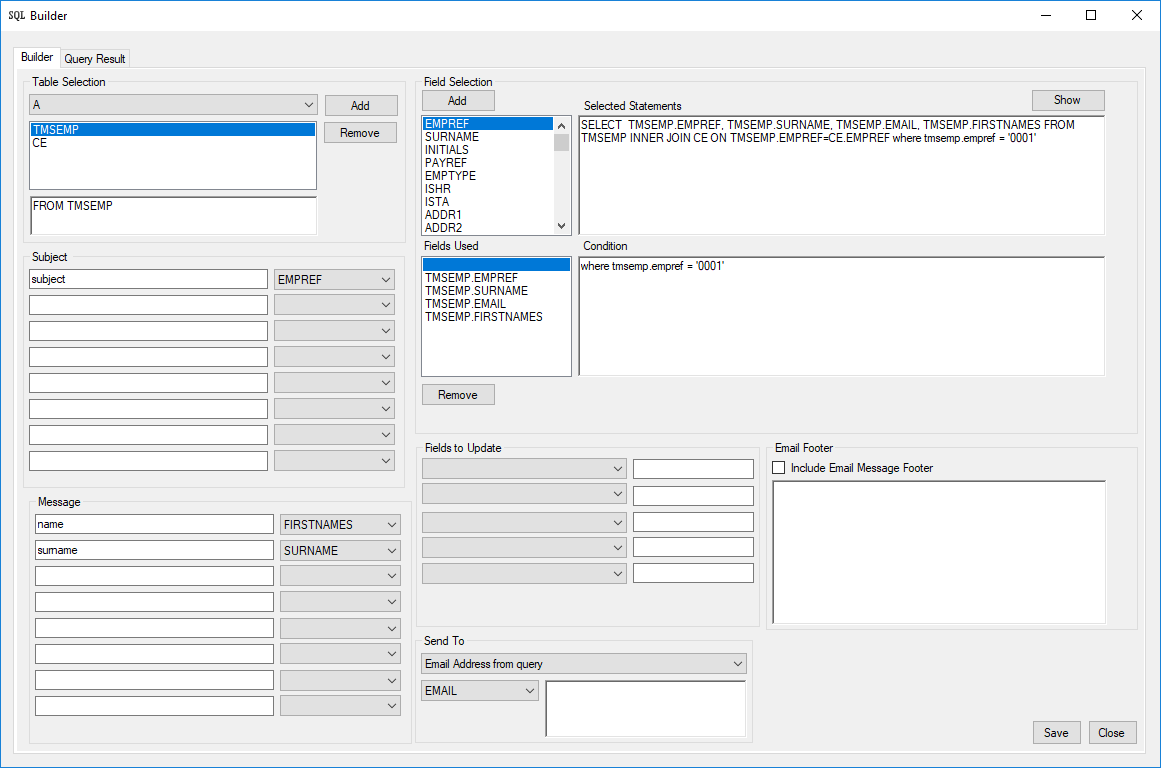 SQL Builder
Builder
Query Result
Table Selection
A
Add
TMSEMP
CE
Remove
FROM TMSEMP
Subject
subject
EMPREF
Message
name
FIRSTNAMES
surname
SURNAME
Field Selection
Add
Selected Statements
Show
EMPREF
SURNAME
INITIALS
PAYREF
EMPTYPE
ISHR
ISTA
ADDR1
ADDR2
SELECT  TMSEMP.EMPREF, TMSEMP.SURNAME, TMSEMP.EMAIL, TMSEMP.FIRSTNAMES FROM
TMSEMP INNER JOIN CE ON TMSEMP.EMPREF=CE.EMPREF where tmsemp.empref = '0001'
Fields Used
TMSEMP.EMPREF
TMSEMP.SURNAME
TMSEMP.EMAIL
TMSEMP.FIRSTNAMES
Condition
where tmsemp.empref = '0001'
Remove
Fields to Update
Email Footer
Include Email Message Footer
Send To
Email Address from query
EMAIL
Save
Close